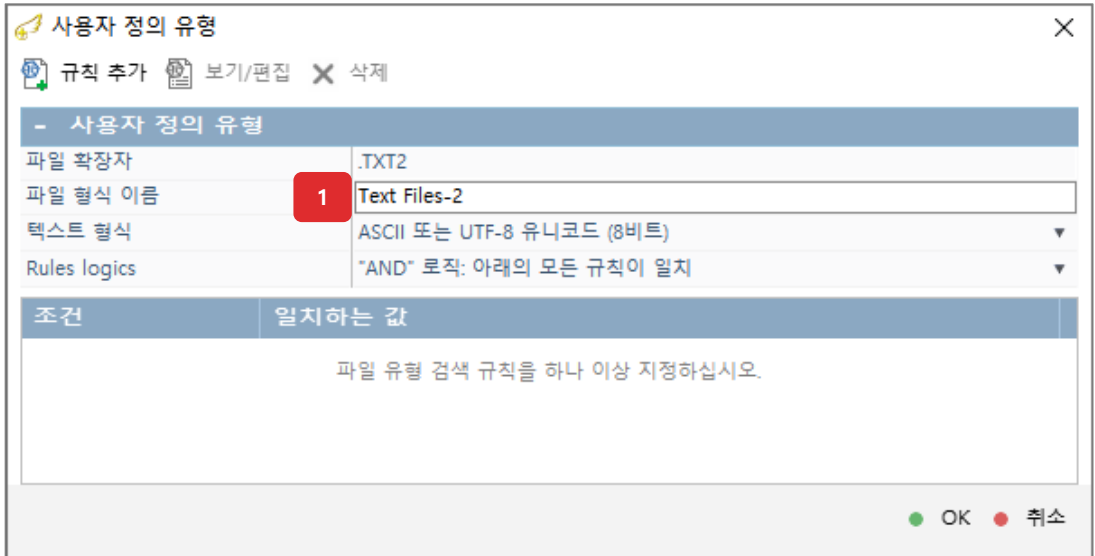 사용자 정의 유형
규칙 추가 보기/편집 삭제
- 사용자 정의 유형
파일 확장자 .TXT2
파일 형식 이름 1 Text Files-2
텍스트 형식 ASCII 또는 UTF-8 유니코드 (8비트)
Rules logics "AND" 로직: 아래의 모든 규칙이 일치
조건 일치하는 값
파일 유형 검색 규칙을 하나 이상 지정하십시오.
OK 취소